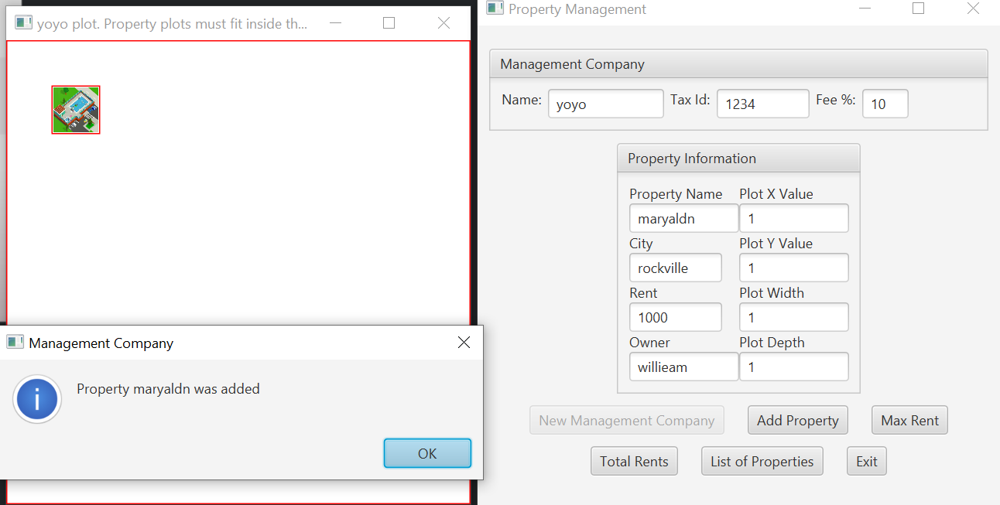 yoyo plot. Property plots must fit inside th...
Management Company
Property maryaldn was added
OK
Property Management
Management Company
Name: yoyo Tax Id: 1234 Fee %: 10
Property Information
Property Name Plot X Value
maryaldn 1
City Plot Y Value
rockville 1
Rent Plot Width
1000 1
Owner Plot Depth
willieam 1
New Management Company Add Property Max Rent
Total Rents List of Properties Exit